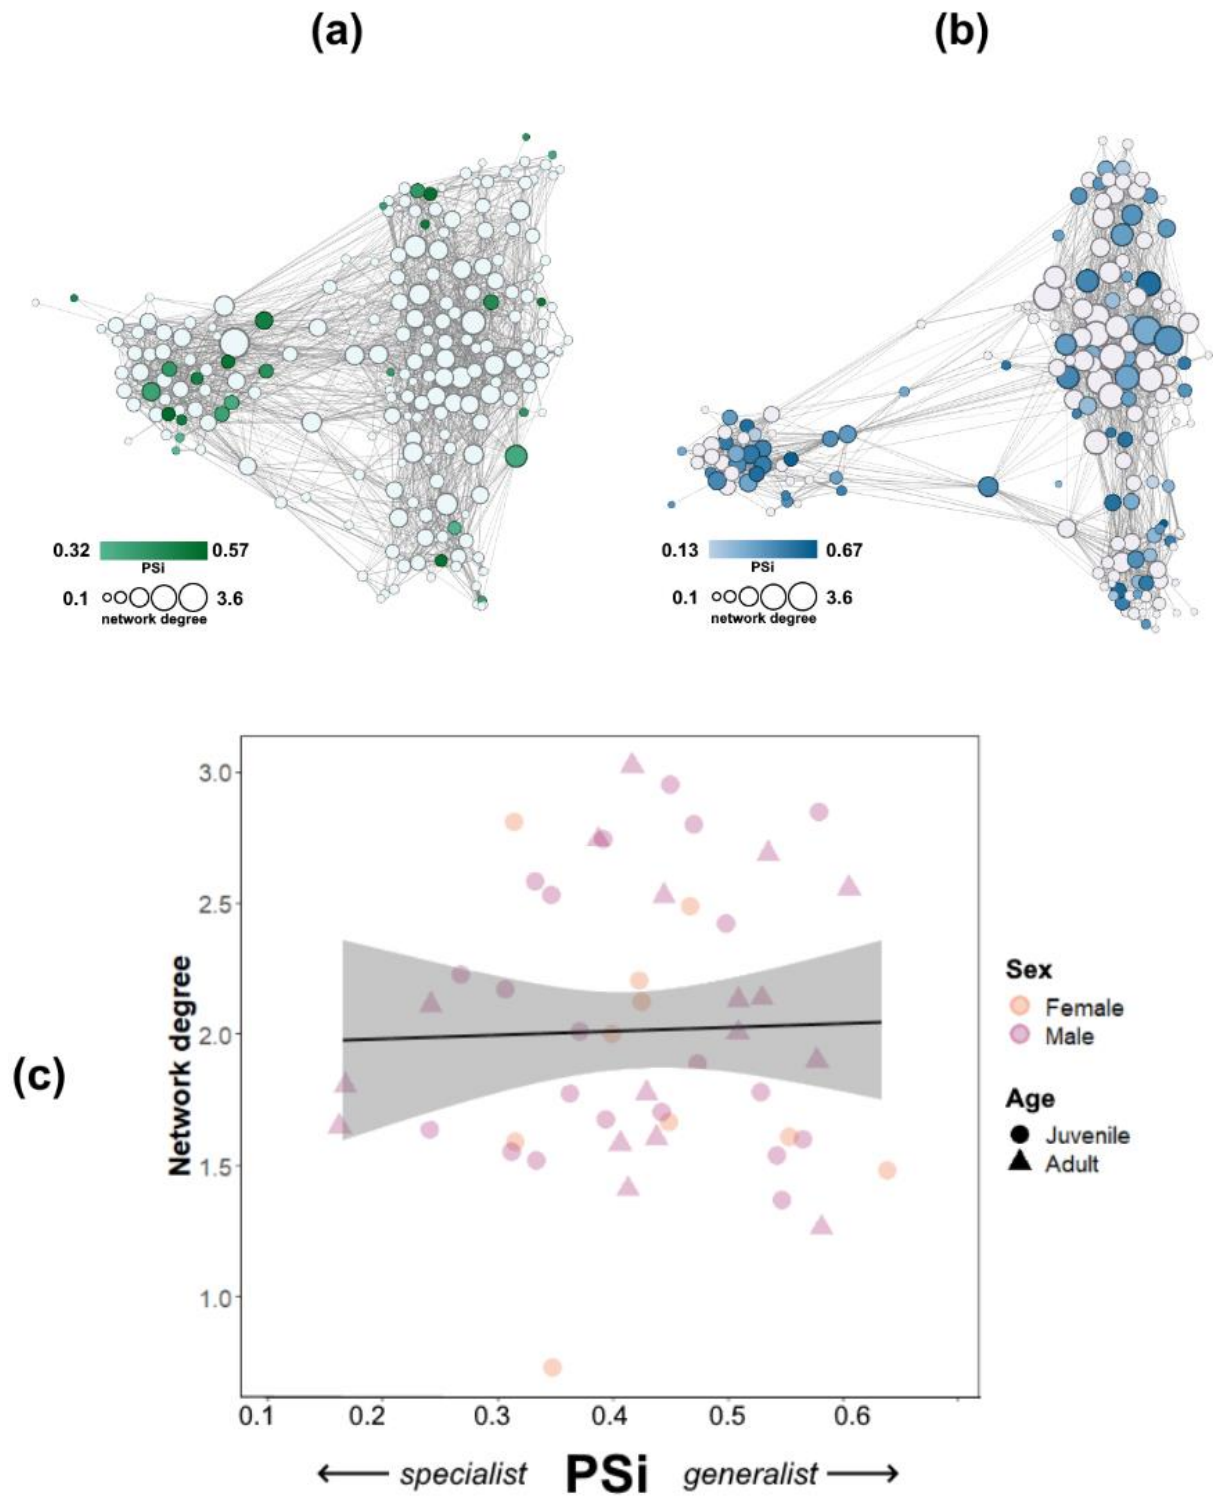 (a)
(b)
0.32
0.57
PSi
0.1
3.6
network degree
0.13
0.67
PSi
0.1
3.6
network degree
(c)
Network degree
3.0
2.5
2.0
1.5
1.0
0.1
0.2
0.3
0.4
0.5
0.6
specialist PSi generalist
Sex
Female
Male
Age
Juvenile
Adult